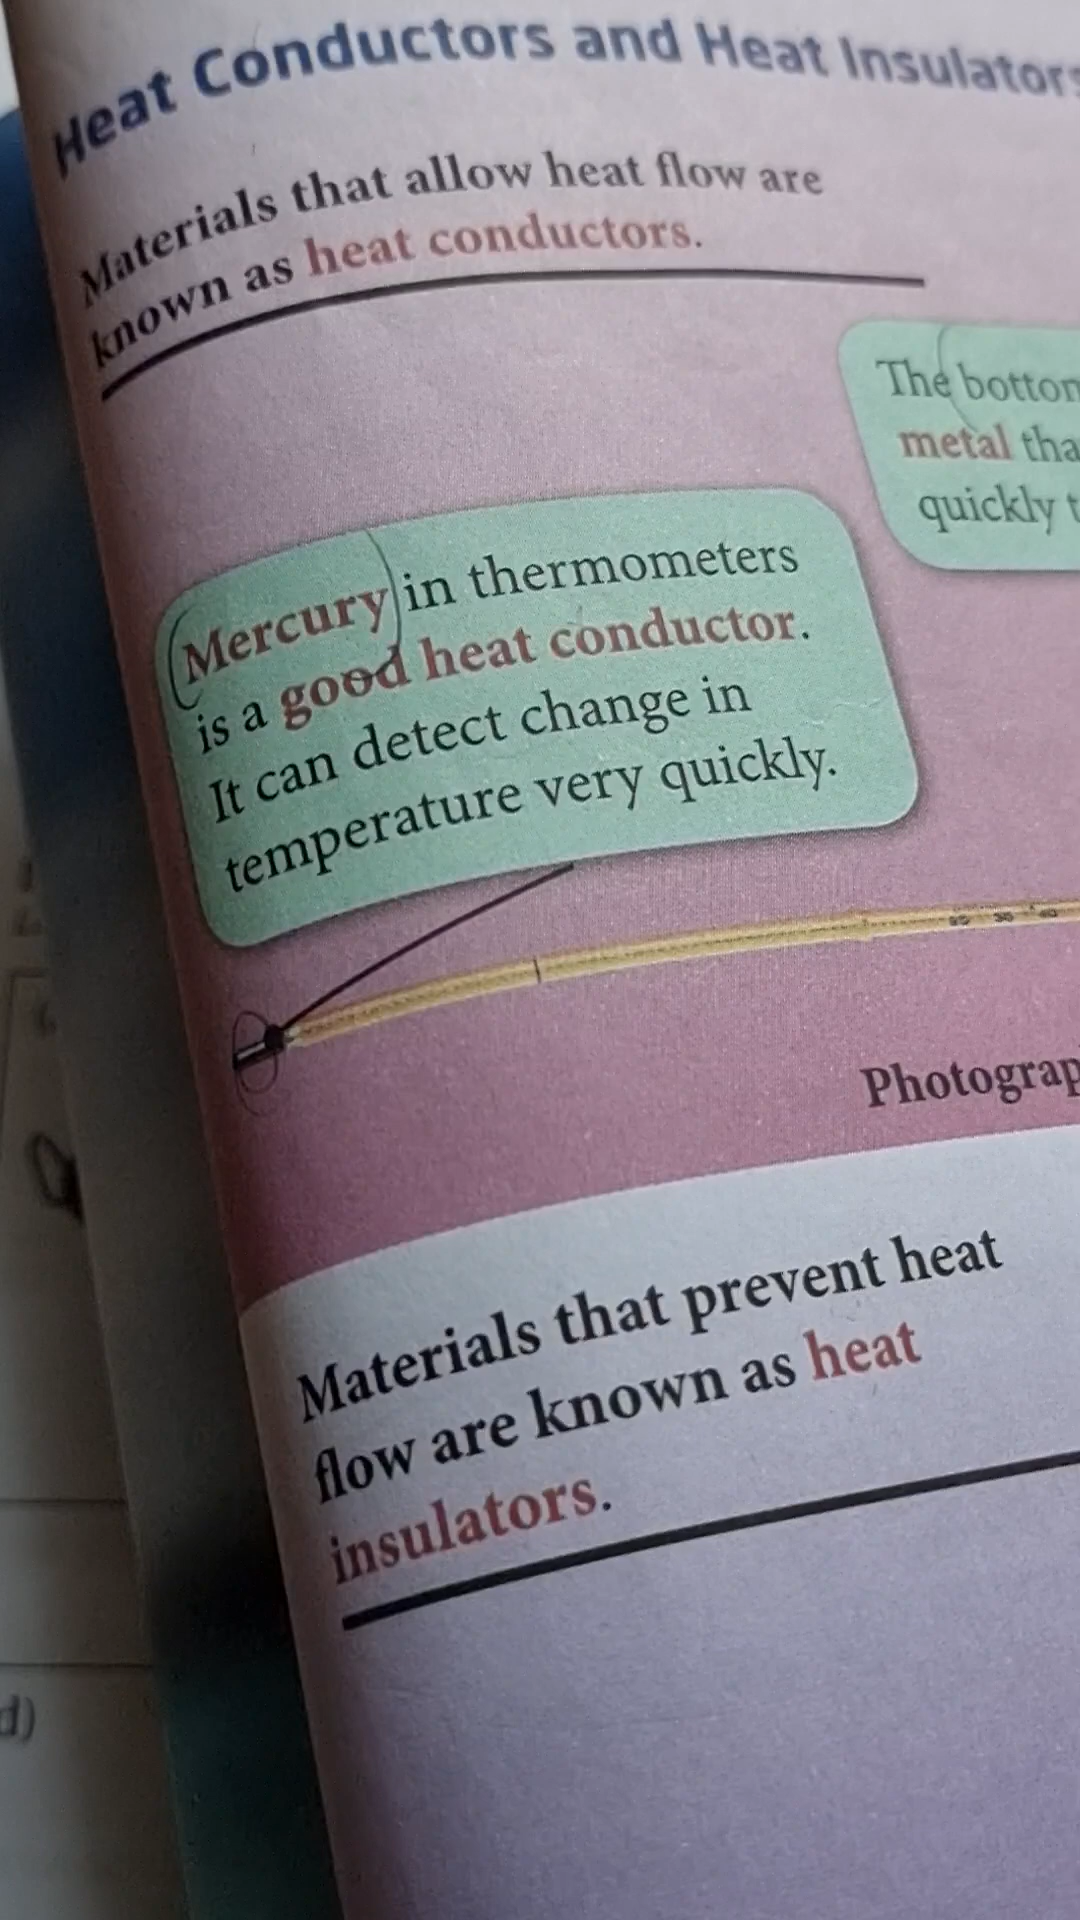 Heat Conductors and Heat Insulators
Materials that allow heat flow are
known as heat conductors.
The bottom
metal tha
quickly t
Mercury in thermometers
is a good heat conductor.
It can detect change in
temperature very quickly.
Photograp
Materials that prevent heat
flow are known as heat
insulators.
d)